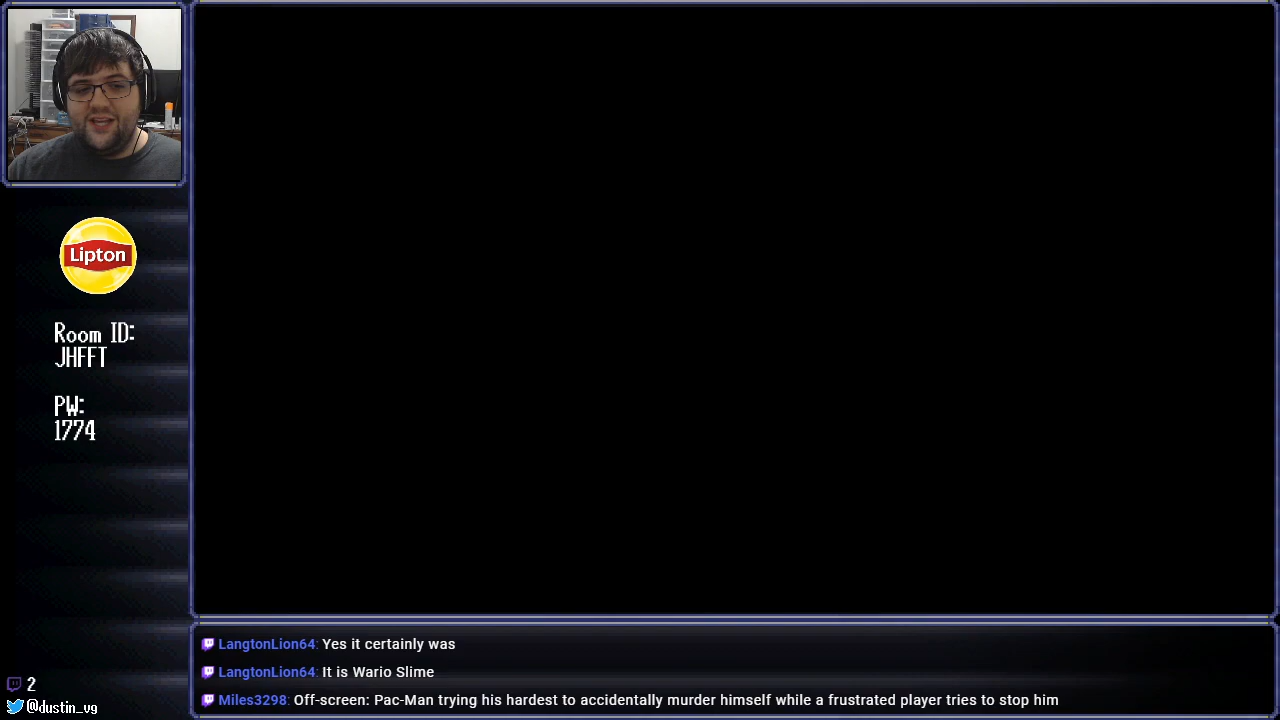 Lipton
Room ID:
JHFFT
PW:
1774
2
@dustin_vg
LangtonLion64: Yes it certainly was
LangtonLion64: It is Wario Slime
Miles3298: Off-screen: Pac-Man trying his hardest to accidentally murder himself while a frustrated player tries to stop him